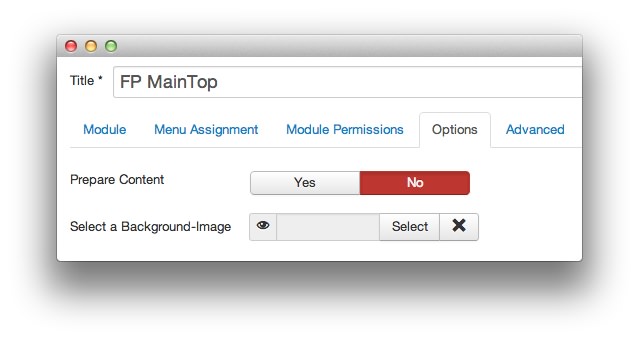 Title * FP MainTop
Module Menu Assignment Module Permissions Options Advanced
Prepare Content Yes No
Select a Background-Image Select